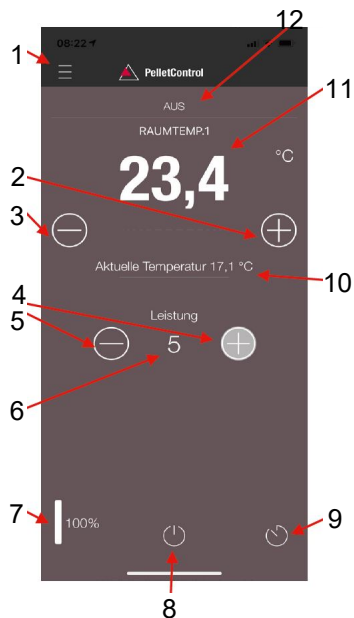 12
08:22
1
PelletControl
11
AUS
RAUMTEMP.1
°C
23,4
2
3
Aktuelle Temperatur 17,1 °C
10
4
Leistung
5
5
6
7
100%
9
8